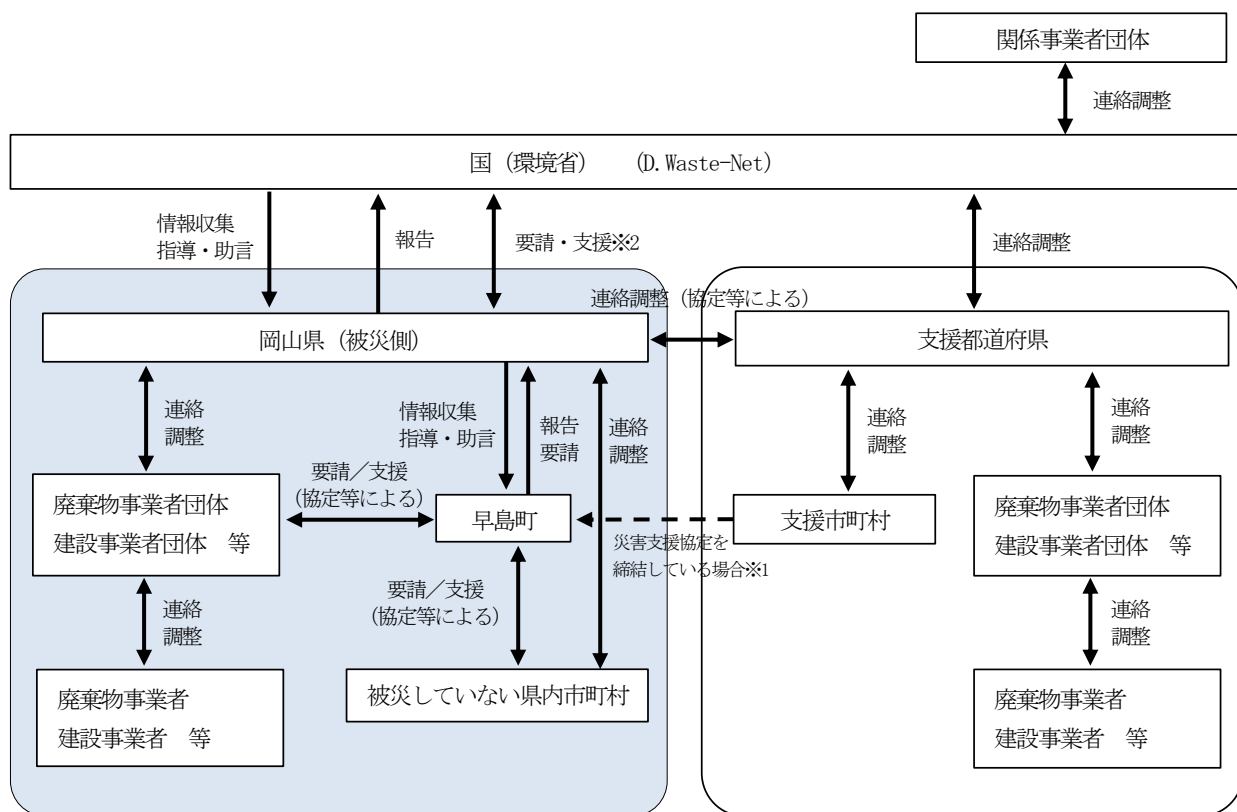 関係事業者団体
連絡調整
国（環境省）　（D.Waste-Net）
情報収集
指導・助言
報告
要請・支援※2
連絡調整
連絡調整（協定等による）
岡山県（被災側）
支援都道府県
連絡
調整
情報収集
指導・助言
報告
要請
連絡
調整
連絡
調整
連絡
調整
要請／支援
（協定等による）
廃棄物事業者団体
建設事業者団体　等
早島町
支援市町村
廃棄物事業者団体
建設事業者団体　等
災害支援協定を
締結している場合※1
要請／支援
（協定等による）
連絡
調整
連絡
調整
廃棄物事業者
建設事業者　等
被災していない県内市町村
廃棄物事業者
建設事業者　等